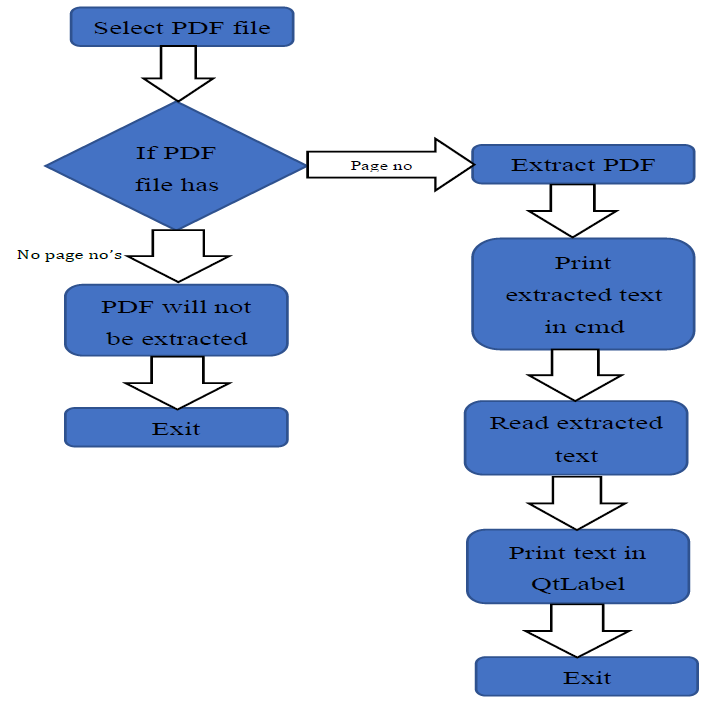 Select PDF file
If PDF
file has
Page no
Extract PDF
No page no's
PDF will not
be extracted
Exit
Print
extracted text
in cmd
Read extracted
text
Print text in
QtLabel
Exit